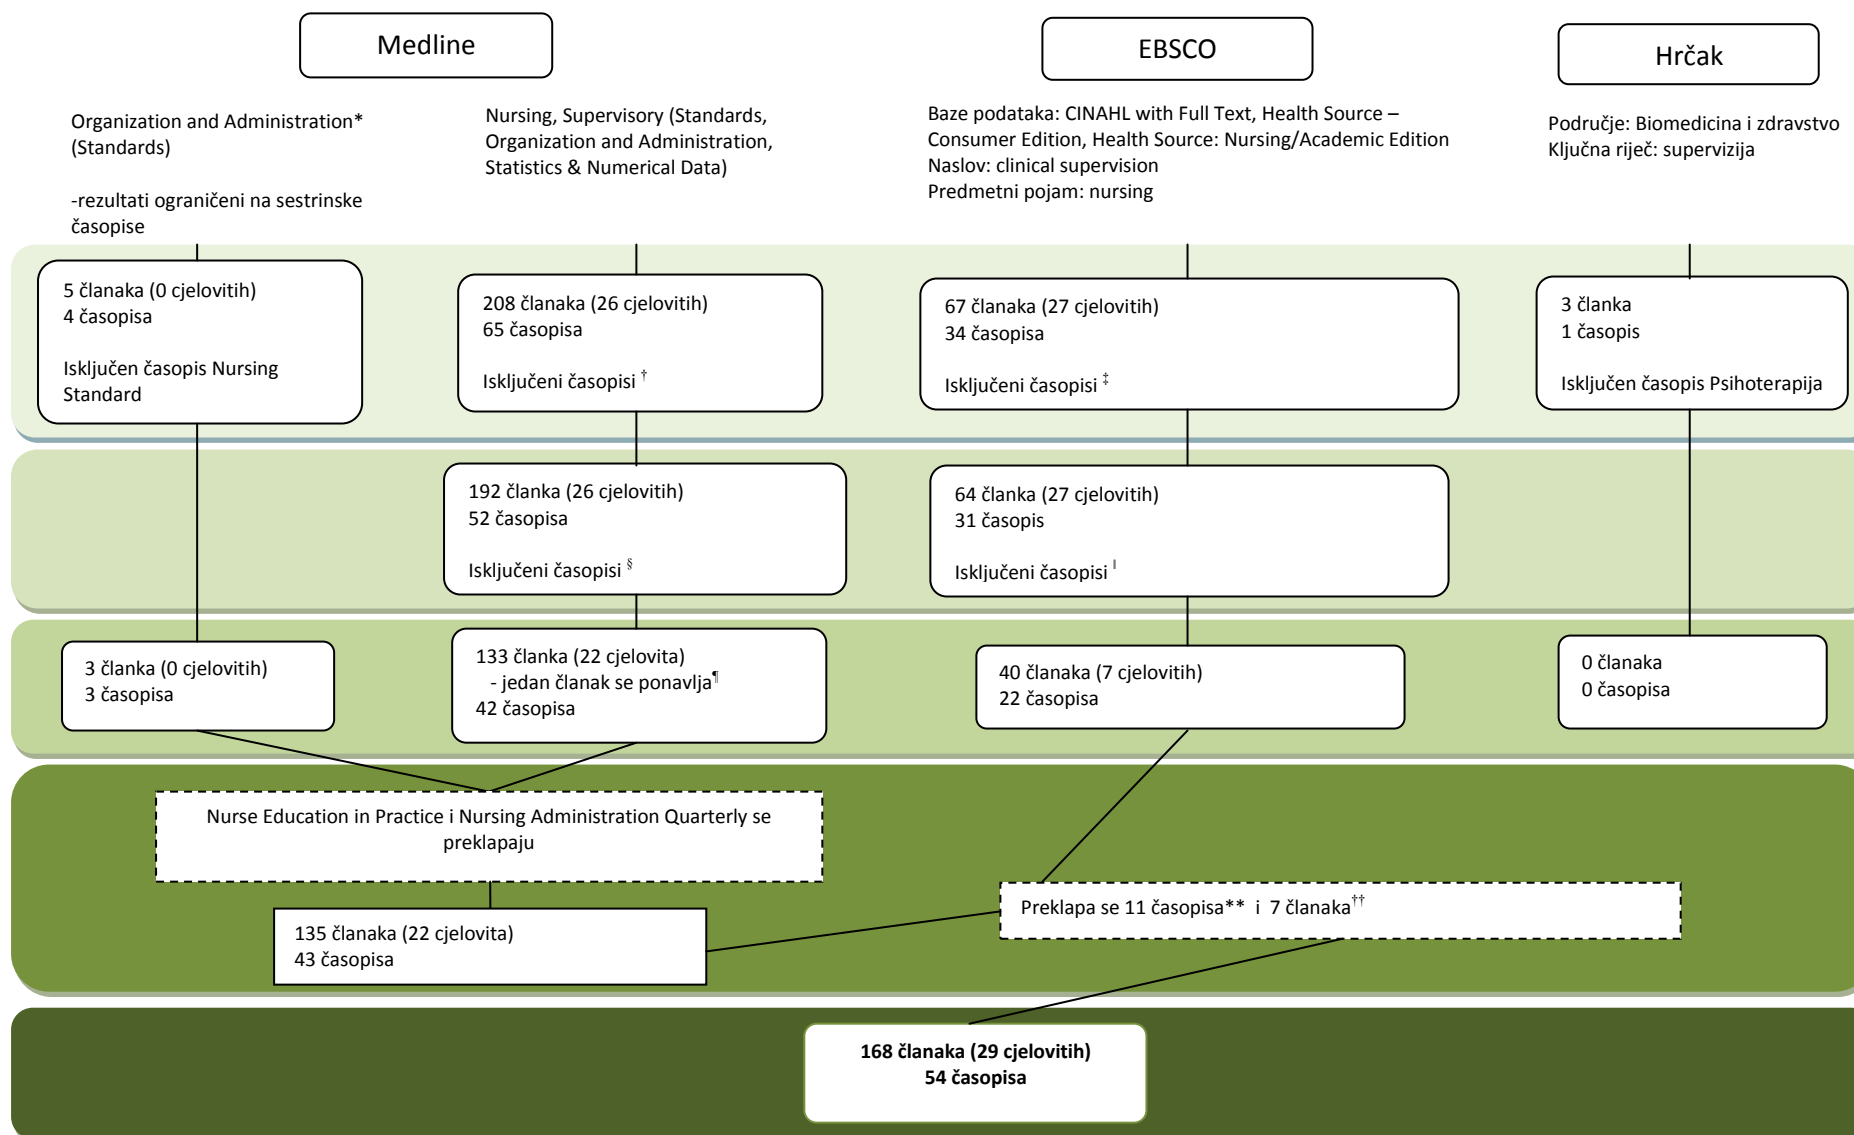 Medline
EBSCO
Hrčak
Organization and Administration*
(Standards)
-rezultati ograničeni na sestrinske
časopise
Nursing, Supervisory (Standards,
Organization and Administration,
Statistics & Numerical Data)
Baze podataka: CINAHL with Full Text, Health Source –
Consumer Edition, Health Source: Nursing/Academic Edition
Naslov: clinical supervision
Predmetni pojam: nursing
Područje: Biomedicina i zdravstvo
Ključna riječ: supervizija
5 članaka (0 cjelovitih)
4 časopisa
Isključen časopis Nursing
Standard
208 članaka (26 cjelovitih)
65 časopisa
Isključeni časopisi †
67 članaka (27 cjelovitih)
34 časopisa
Isključeni časopisi ‡
3 članka
1 časopis
Isključen časopis Psihoterapija
192 članka (26 cjelovitih)
52 časopisa
Isključeni časopisi §
64 članka (27 cjelovitih)
31 časopis
Isključeni časopisi ǀ
3 članka (0 cjelovitih)
3 časopisa
133 članka (22 cjelovita)
- jedan članak se ponavlja¶
42 časopisa
40 članaka (7 cjelovitih)
22 časopisa
0 članaka
0 časopisa
Nurse Education in Practice i Nursing Administration Quarterly se
preklapaju
135 članaka (22 cjelovita)
43 časopisa
Preklapa se 11 časopisa** i 7 članaka††
168 članaka (29 cjelovitih)
54 časopisa